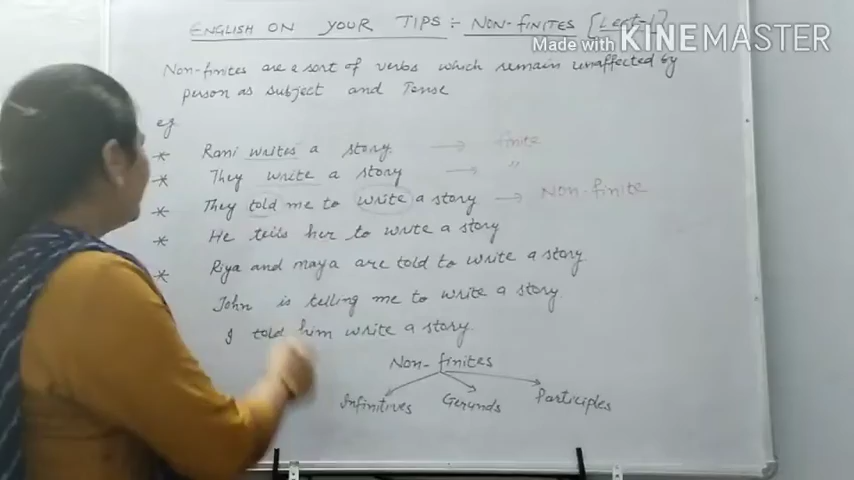 ENGLISH ON YOUR TIPS ÷ NON-FINITES [Lect-1]
Made with KINEMASTER
Non-finites are a sort of verbs which remain unaffected by
person as subject and Tense
eg
* Rani writes a story. → finite
* They write a story → "
* They told me to write a story → Non-finite
* He tells her to write a story
* Riya and maya are told to write a story.
John is telling me to write a story.
I told him write a story.
Non-finites
Infinitives Gerunds Participles